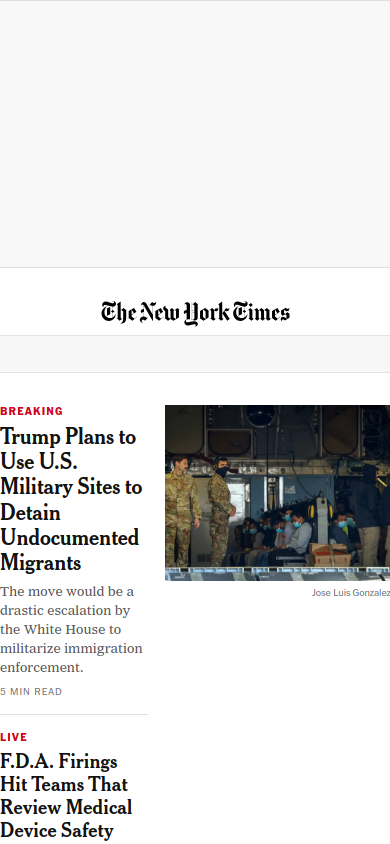 The New York Times
BREAKING
Trump Plans to
Use U.S.
Military Sites to
Detain
Undocumented
Migrants
The move would be a
drastic escalation by
the White House to
militarize immigration
enforcement.
5 MIN READ
Jose Luis Gonzalez
LIVE
F.D.A. Firings
Hit Teams That
Review Medical
Device Safety